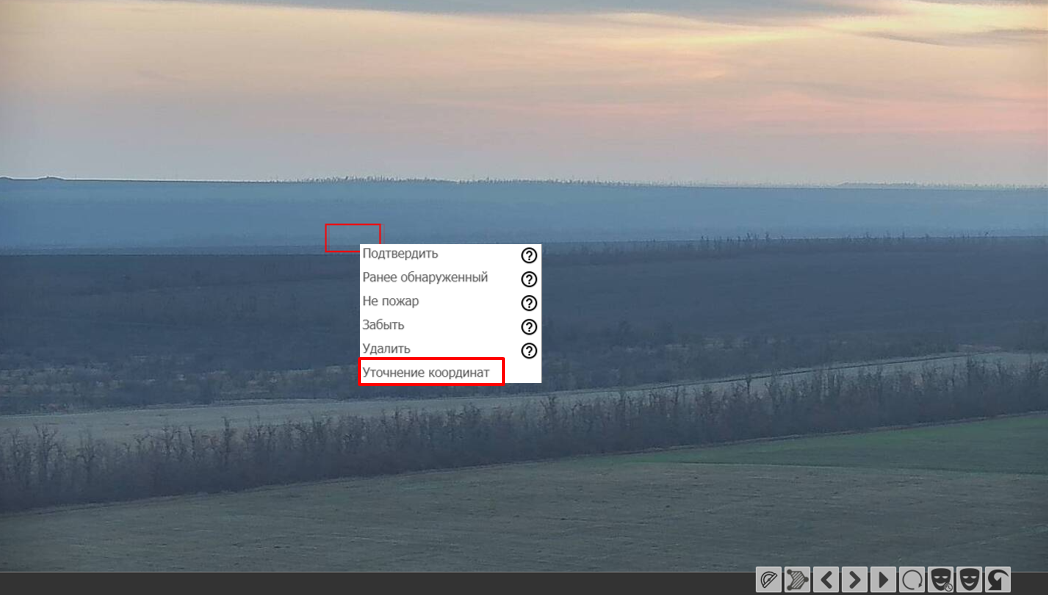 Подтвердить
Ранее обнаруженный
Не пожар
Забыть
Удалить
Уточнение координат